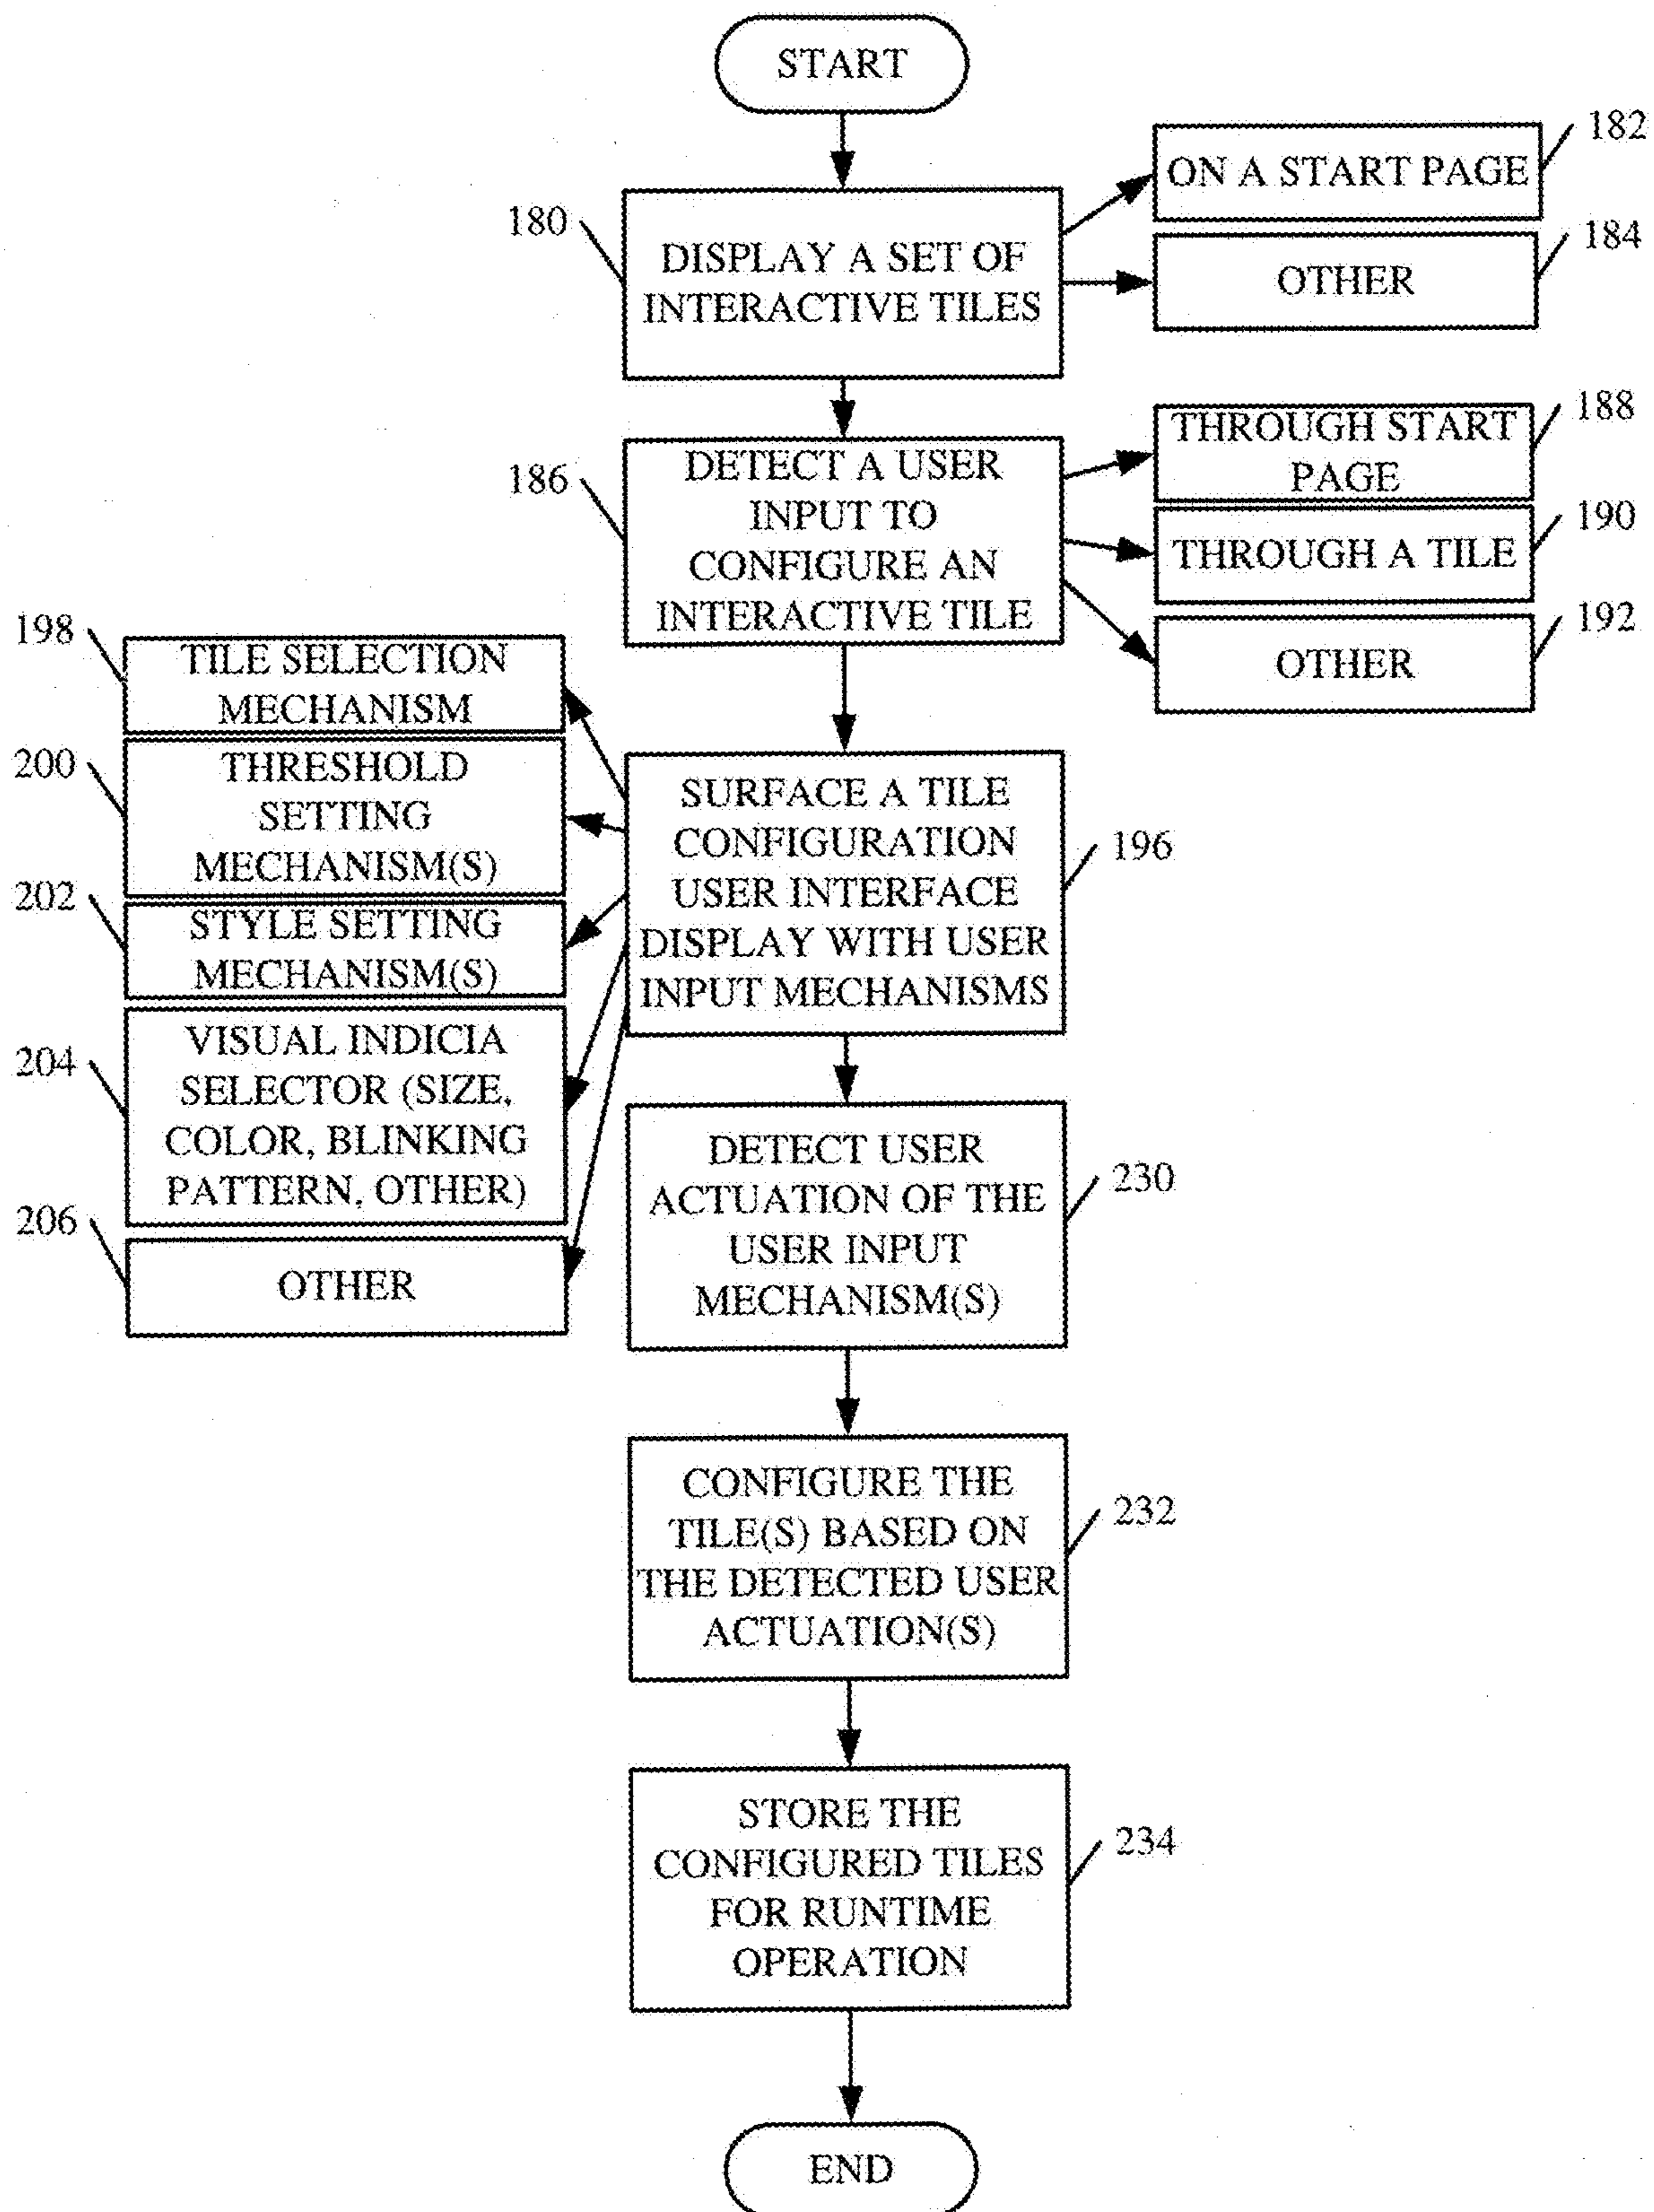 START
182
ON A START PAGE
180
DISPLAY A SET OF
INTERACTIVE TILES
184
OTHER
186
DETECT A USER
INPUT TO
CONFIGURE AN
INTERACTIVE TILE
188
THROUGH START
PAGE
190
THROUGH A TILE
192
OTHER
198
TILE SELECTION
MECHANISM
200
THRESHOLD
SETTING
MECHANISM(S)
202
STYLE SETTING
MECHANISM(S)
204
VISUAL INDICIA
SELECTOR (SIZE,
COLOR, BLINKING
PATTERN, OTHER)
206
OTHER
SURFACE A TILE
CONFIGURATION
USER INTERFACE
DISPLAY WITH USER
INPUT MECHANISMS
196
DETECT USER
ACTUATION OF THE
USER INPUT
MECHANISM(S)
230
CONFIGURE THE
TILE(S) BASED ON
THE DETECTED USER
ACTUATION(S)
232
STORE THE
CONFIGURED TILES
FOR RUNTIME
OPERATION
234
END